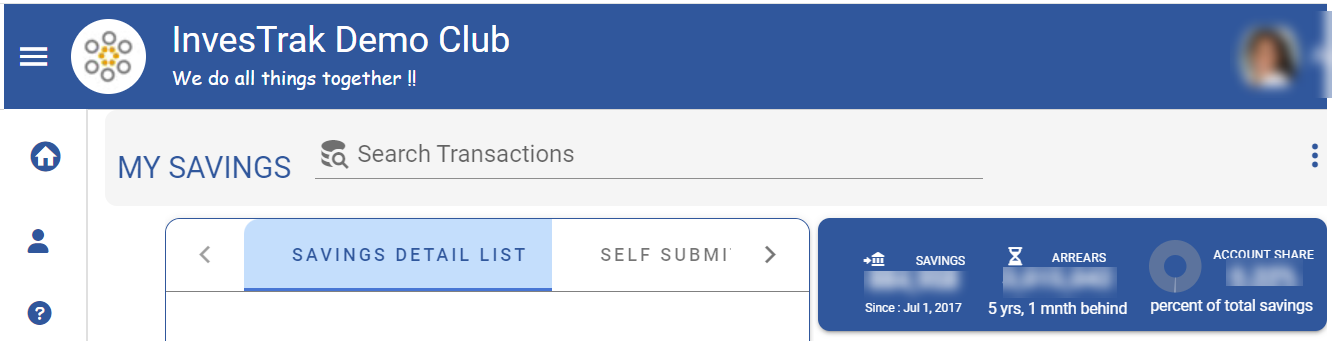 InvesTrak Demo Club
We do all things together !!
MY SAVINGS
Search Transactions
SAVINGS DETAIL LIST
SELF SUBMI
SAVINGS
Since : Jul 1, 2017
ARREARS
5 yrs, 1 mnth behind
ACCOUNT SHARE
percent of total savings